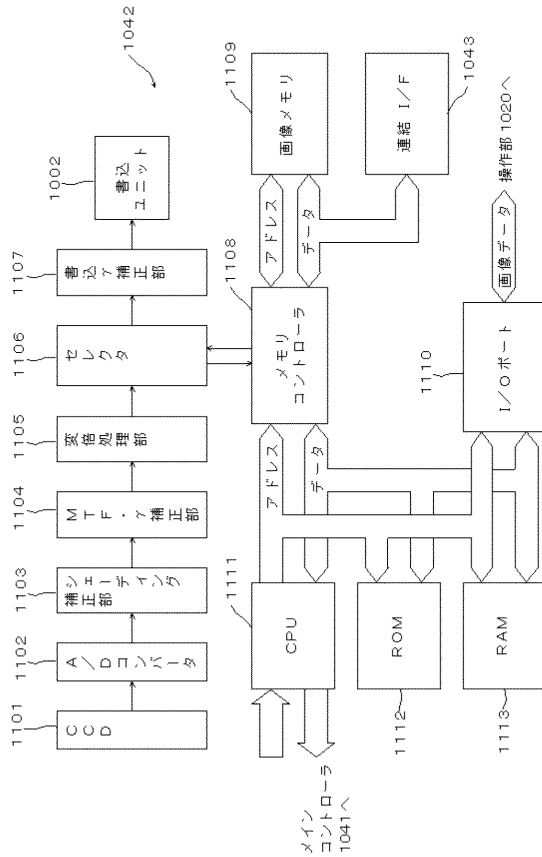 1042
1101
CCD
1102
A/Dコンバータ
1103
シェーディング
補正部
1104
MTF・γ補正部
1105
変倍処理部
1106
セレクタ
1107
書込γ補正部
1002
書込
ユニット
1111
CPU
アドレス
データ
1108
メモリ
コントローラ
アドレス
データ
1109
画像メモリ
連結 I/F
1043
メイン
コントローラ
1041へ
1112
ROM
1113
RAM
1110
I/Oポート
画像データ
操作部 1020へ